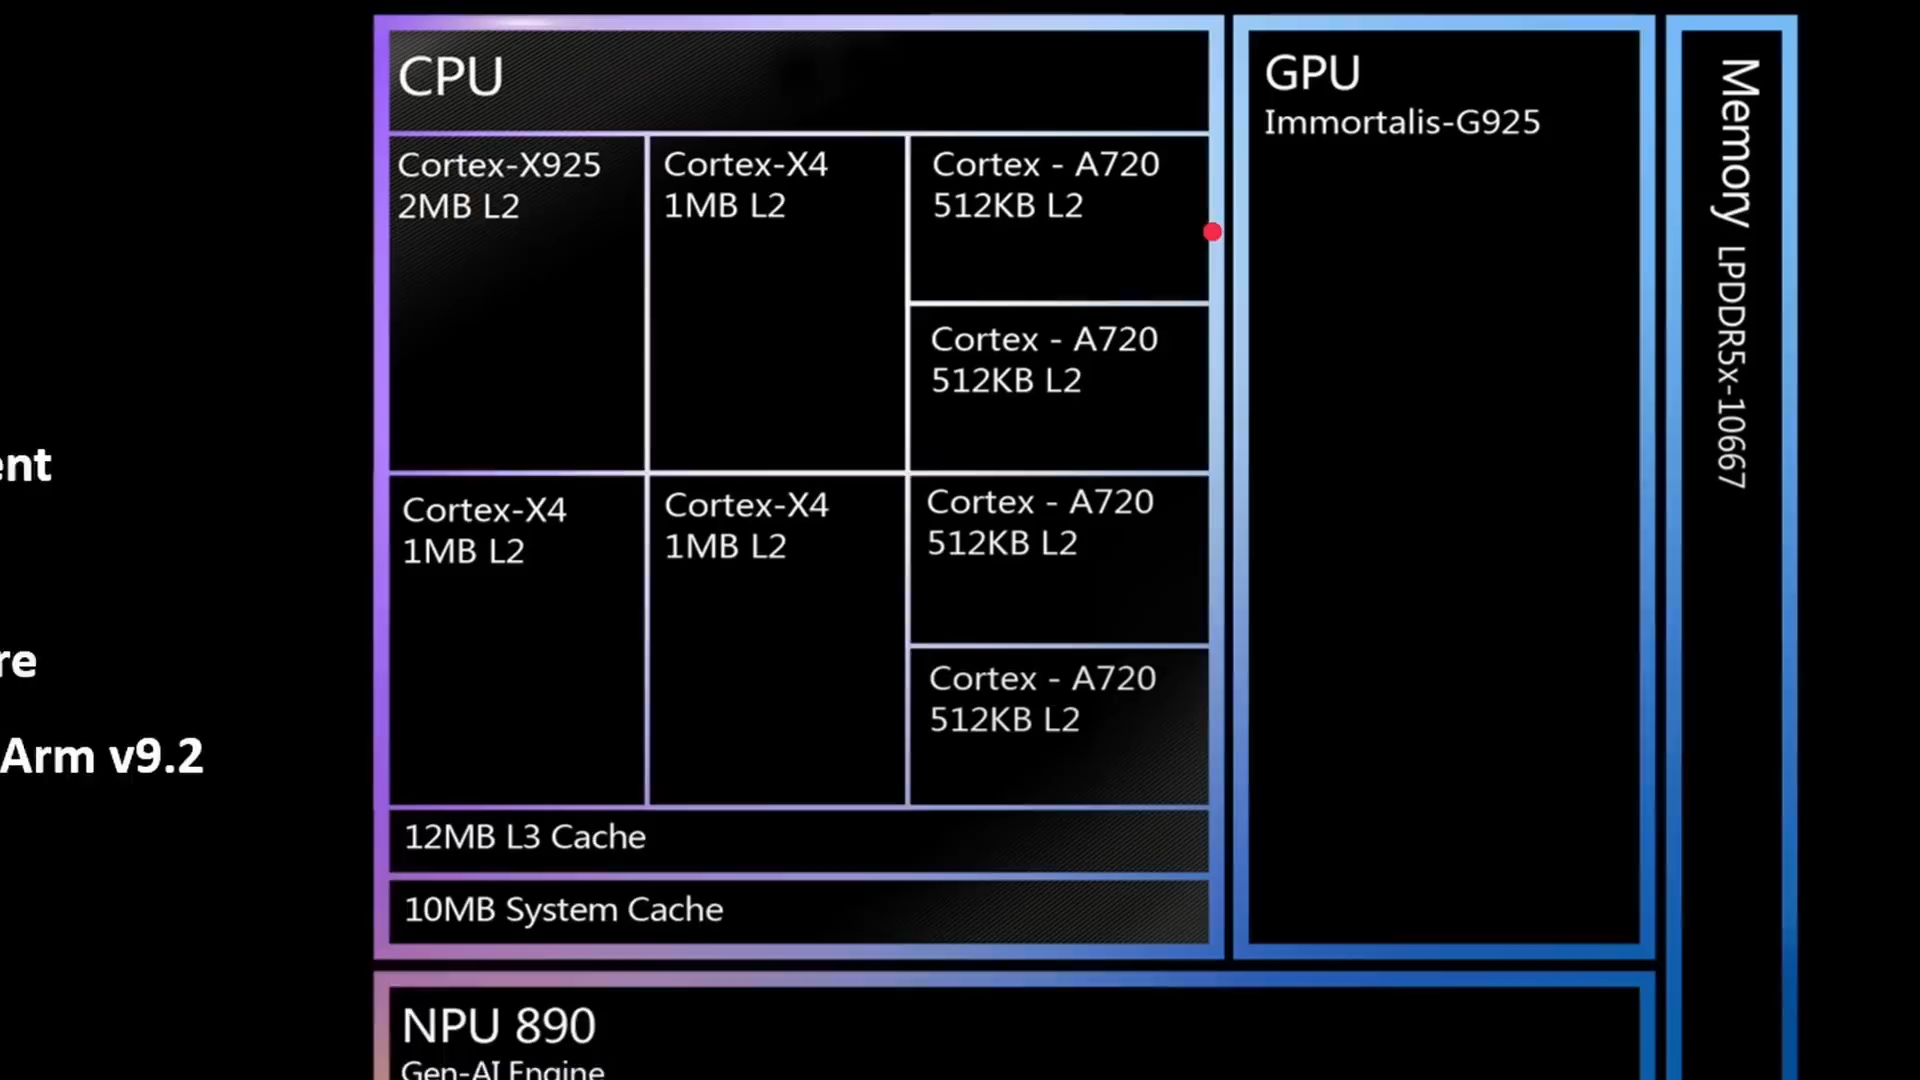 ent
re
Arm v9.2
CPU
Cortex-X925
2MB L2
Cortex-X4
1MB L2
Cortex - A720
512KB L2
Cortex - A720
512KB L2
Cortex-X4
1MB L2
Cortex-X4
1MB L2
Cortex - A720
512KB L2
Cortex - A720
512KB L2
12MB L3 Cache
10MB System Cache
GPU
Immortalis-G925
Memory LPDDR5x-10667
NPU 890
Gen-AI Engine